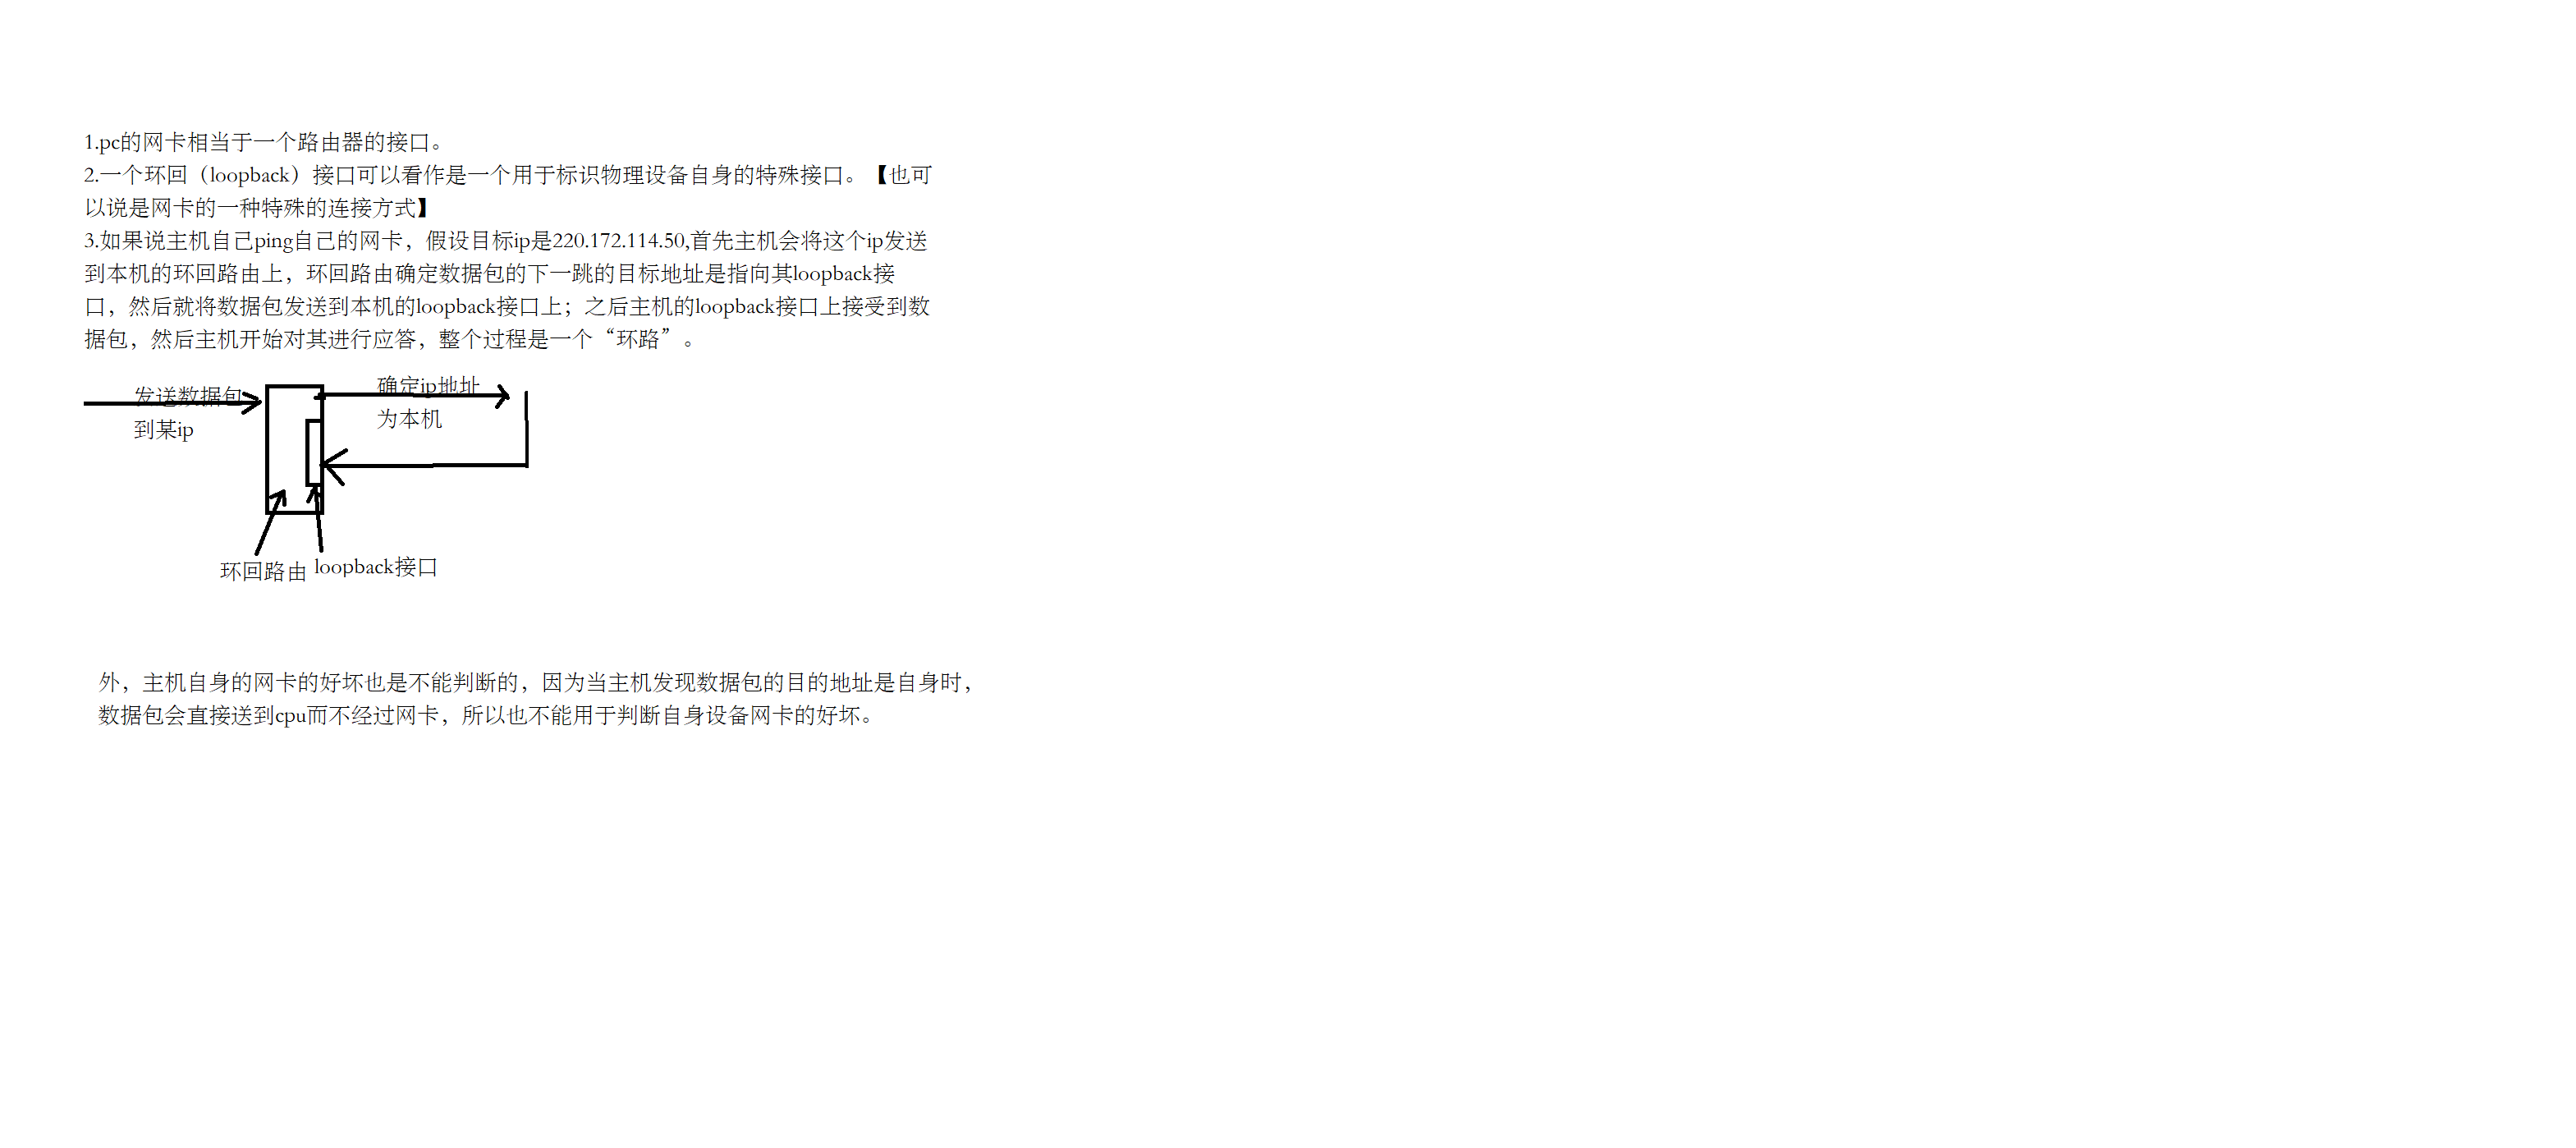 1.pc的网卡相当于一个路由器的接口。
2.一个环回（loopback）接口可以看作是一个用于标识物理设备自身的特殊接口。【也可
以说是网卡的一种特殊的连接方式】
3.如果说主机自己ping自己的网卡，假设目标ip是220.172.114.50,首先主机会将这个ip发送
到本机的环回路由上，环回路由确定数据包的下一跳的目标地址是指向其loopback接
口，然后就将数据包发送到本机的loopback接口上；之后主机的loopback接口上接受到数
据包，然后主机开始对其进行应答，整个过程是一个“环路”。
发送数据包
到某ip
确定ip地址
为本机
环回路由
loopback接口
外，主机自身的网卡的好坏也是不能判断的，因为当主机发现数据包的目的地址是自身时，
数据包会直接送到cpu而不经过网卡，所以也不能用于判断自身设备网卡的好坏。